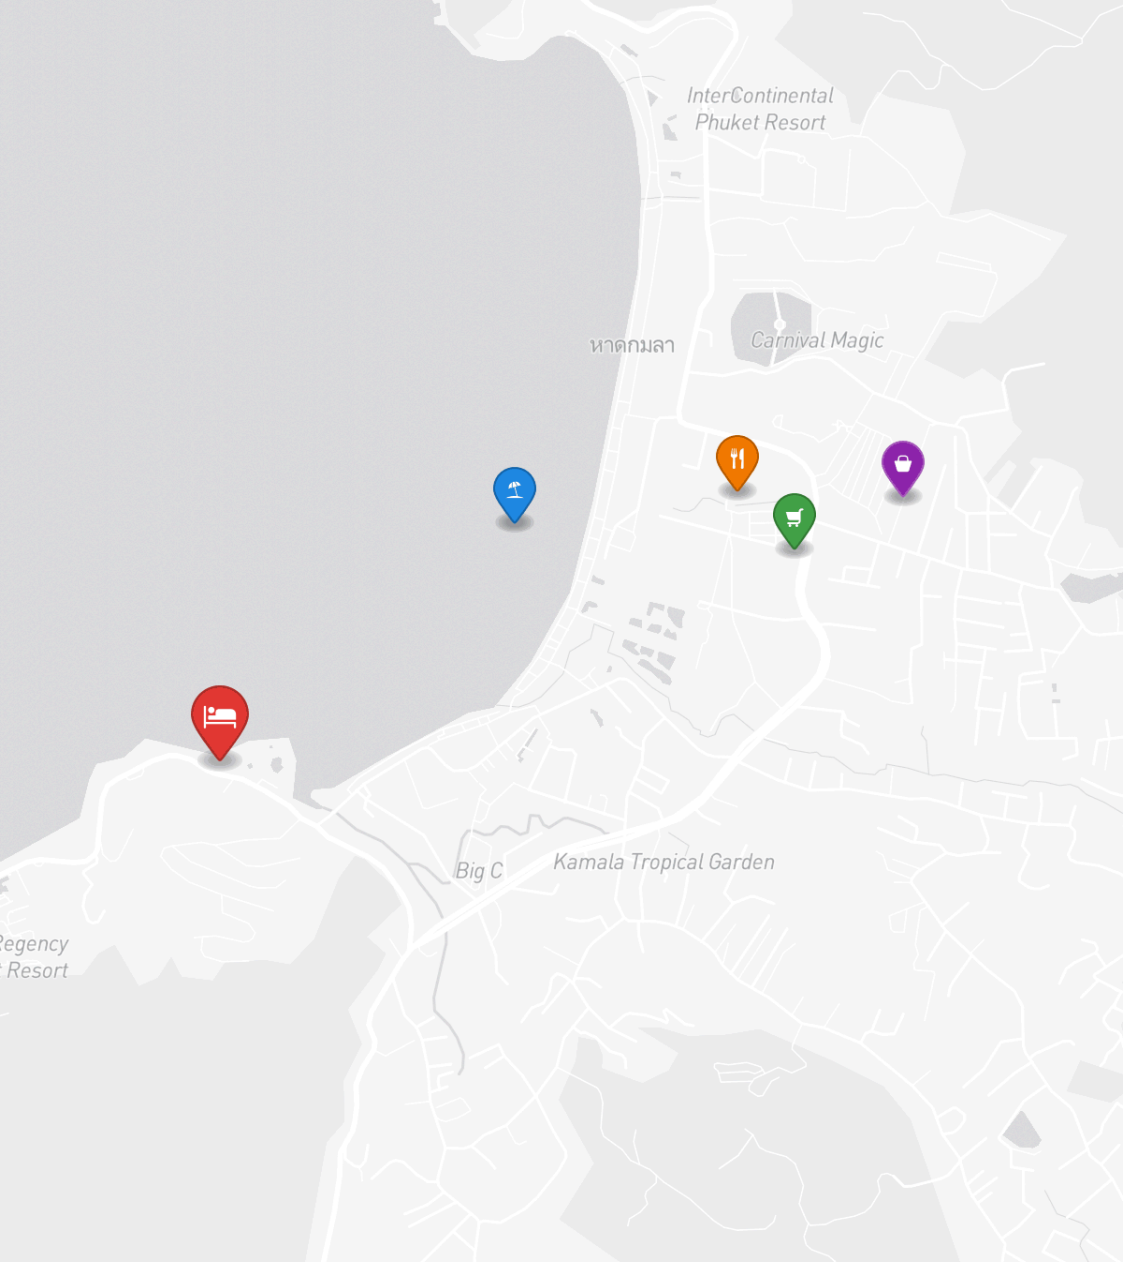 InterContinental
Phuket Resort
Carnival Magic
หาดกมลา
Big C
Kamala Tropical Garden
Regency
Resort